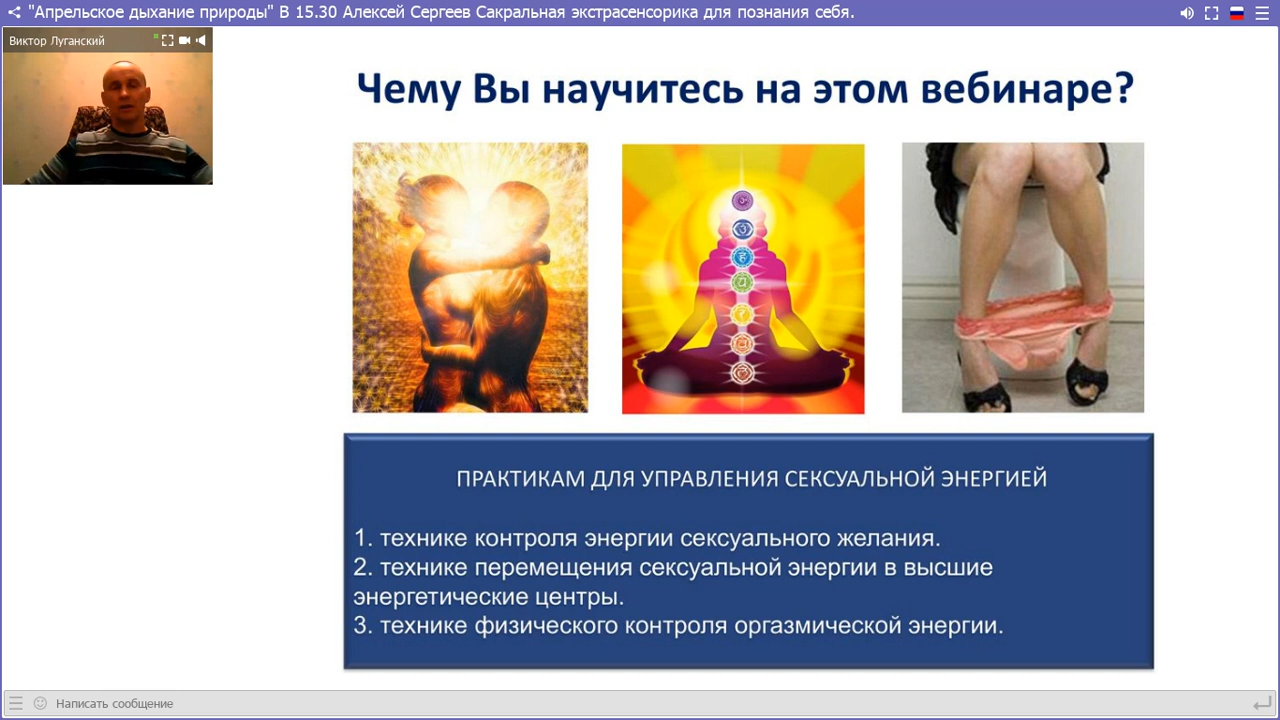 "Апрельское дыхание природы" В 15.30 Алексей Сергеев Сакральная экстрасенсорика для познания себя.
Виктор Луганский
Чему Вы научитесь на этом вебинаре?
ПРАКТИКАМ ДЛЯ УПРАВЛЕНИЯ СЕКСУАЛЬНОЙ ЭНЕРГИЕЙ
1. технике контроля энергии сексуального желания.
2. технике перемещения сексуальной энергии в высшие
энергетические центры.
3. технике физического контроля оргазмической энергии.
Написать сообщение